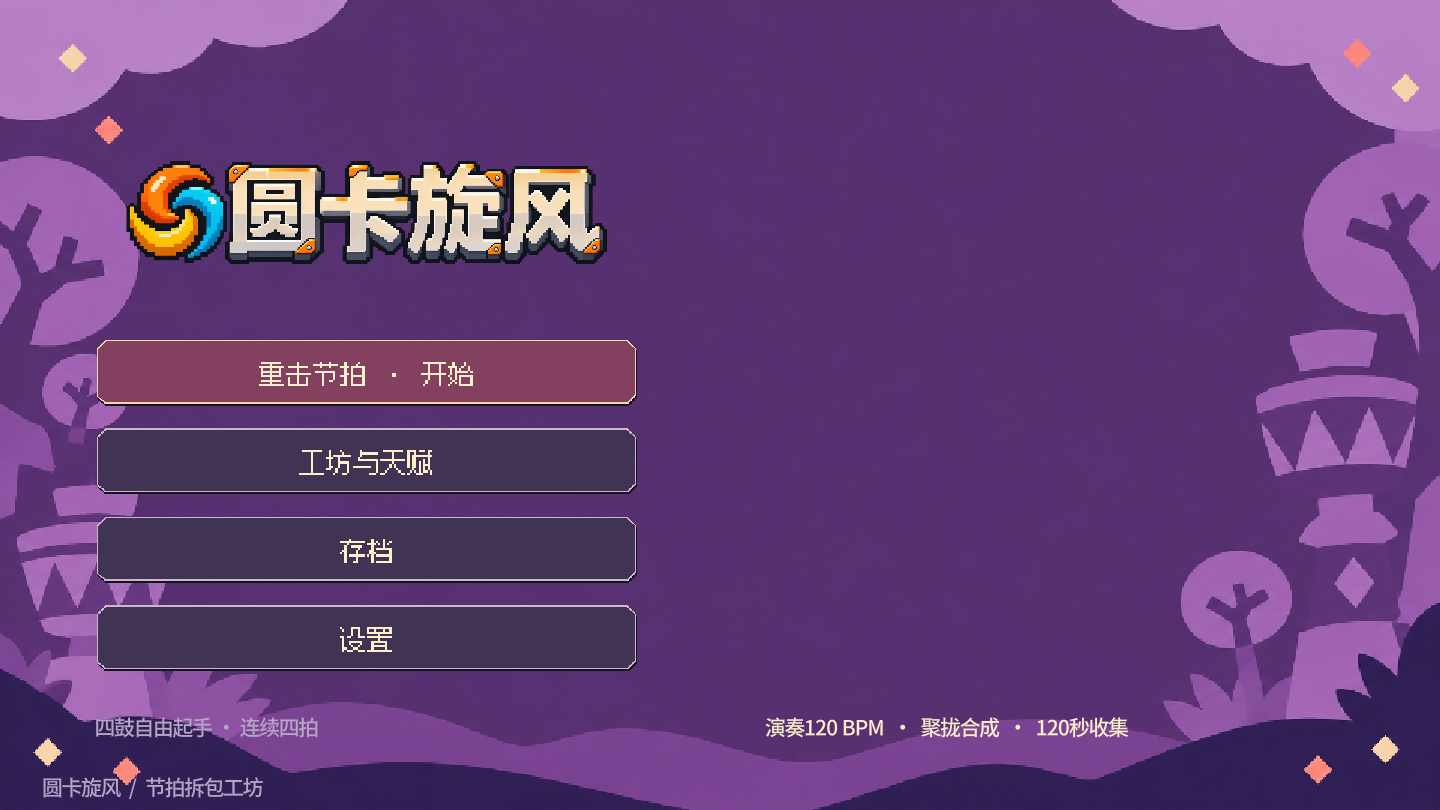 圆卡旋风
重击节拍 · 开始
工坊与天赋
存档
设置
四鼓自由起手 · 连续四拍
演奏120 BPM · 聚拢合成 · 120秒收集
圆卡旋风 / 节拍拆包工坊